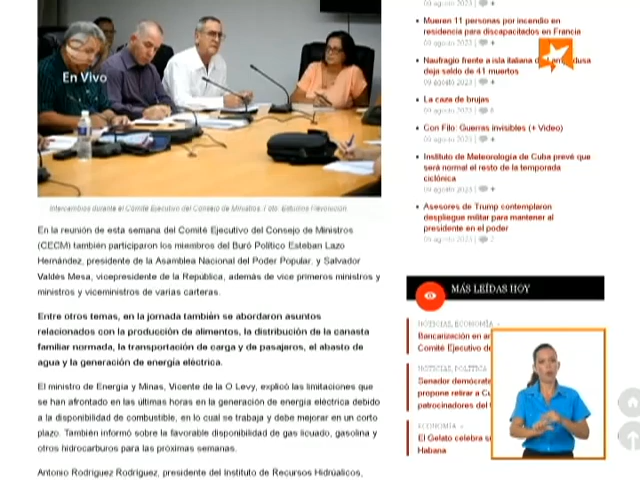 En Vivo
Intercambios durante el Comité Ejecutivo del Consejo de Ministros. Foto: Estudios Revolución.
En la reunión de esta semana del Comité Ejecutivo del Consejo de Ministros
(CECM) también participaron los miembros del Buró Político Esteban Lazo
Hernández, presidente de la Asamblea Nacional del Poder Popular, y Salvador
Valdés Mesa, vicepresidente de la República, además de vice primeros ministros y
ministros y viceministros de varias carteras.
Entre otros temas, en la jornada también se abordaron asuntos
relacionados con la producción de alimentos, la distribución de la canasta
familiar normada, la transportación de carga y de pasajeros, el abasto de
agua y la generación de energía eléctrica.
El ministro de Energía y Minas, Vicente de la O Levy, explicó las limitaciones que
se han afrontado en las últimas horas en la generación de energía eléctrica debido
a la disponibilidad de combustible, en lo cual se trabaja y debe mejorar en un corto
plazo. También informó sobre la favorable disponibilidad de gas licuado, gasolina y
otros hidrocarburos para las próximas semanas.
Antonio Rodríguez Rodríguez, presidente del Instituto de Recursos Hidráulicos,
09 agosto 2023 |
Mueren 11 personas por incendio en
residencia para discapacitados en Francia
09 agosto 2023 |
Naufragio frente a isla italiana de
deja saldo de 41 muertos
09 agosto 2023 |
La caza de brujas
09 agosto 2023 |
Con Filo: Guerras invisibles (+ Video)
09 agosto 2023 |
Instituto de Meteorología de Cuba prevé que
será normal el resto de la temporada
ciclónica
09 agosto 2023 |
Asesores de Trump contemplaron
despliegue militar para mantener al
presidente en el poder
09 agosto 2023 | 2
MÁS LEÍDAS HOY
NOTICIAS, ECONOMÍA
Bancarización en
Comité Ejecutivo de
NOTICIAS, POLÍTICA
Senador demócrata
propone retirar a Cu
patrocinadores del
ECONOMÍA
El Gelato celebra s
Habana